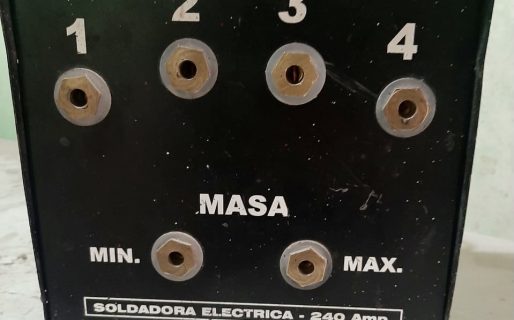 1 2 3 4
MASA
MIN. MAX.
SOLDADORA ELECTRICA - 240 Amp